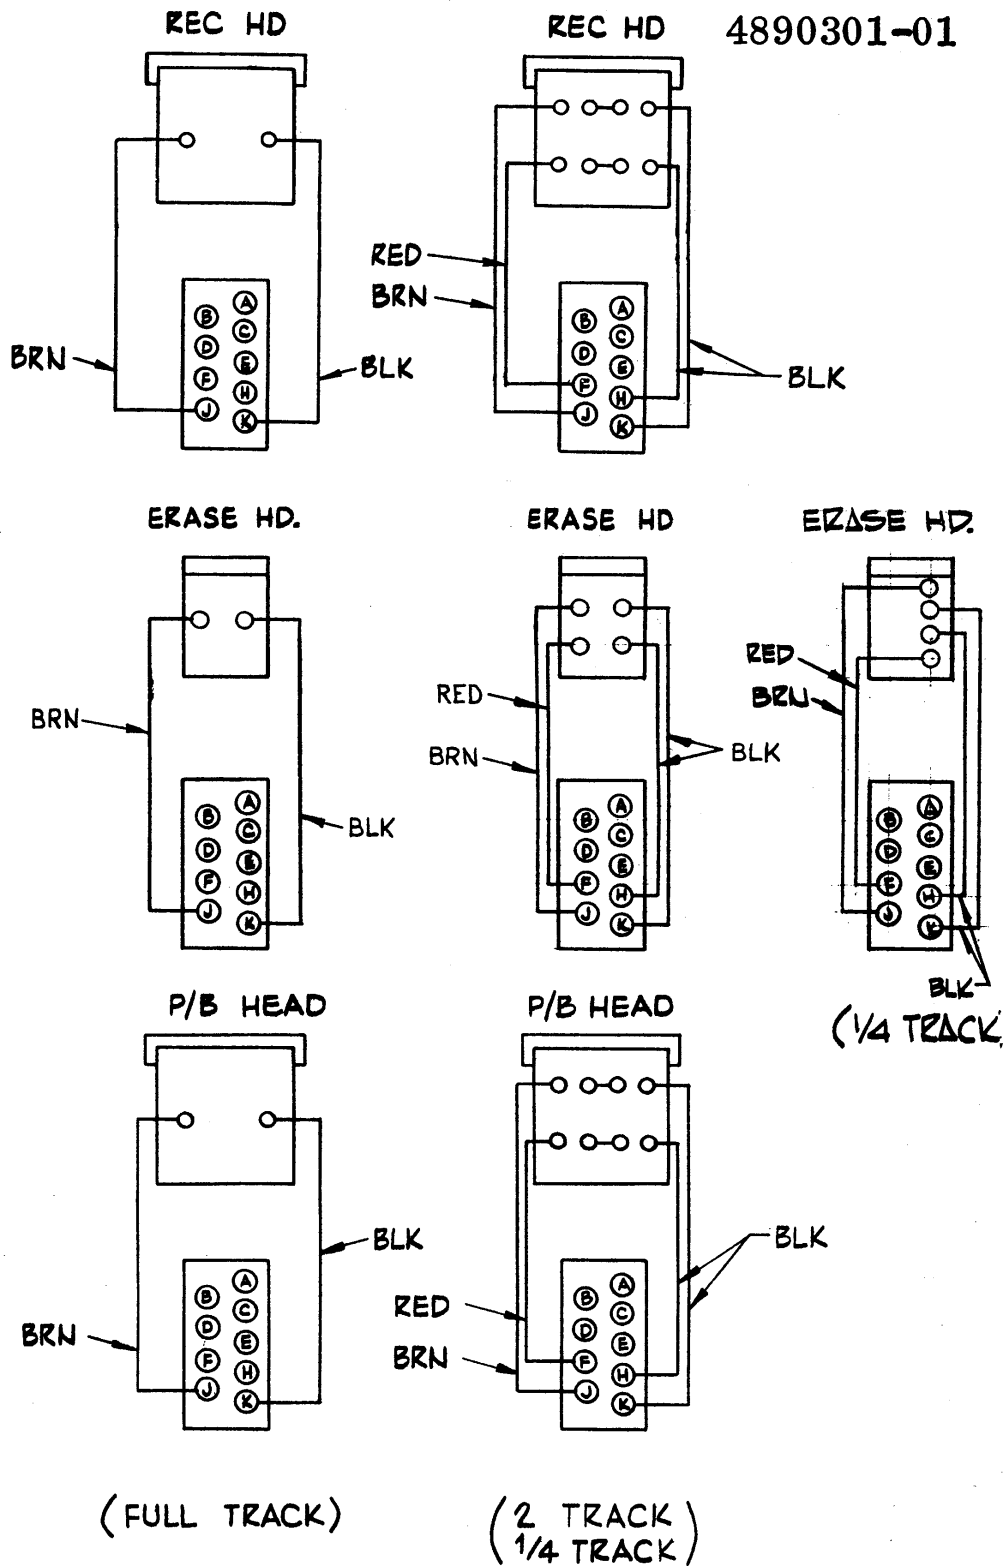 REC HD
REC HD
4890301-01
RED
BRN
BRN
BLK
BLK
B
D
F
J
A
C
E
H
K
B
D
F
J
A
C
E
H
K
ERASE HD.
ERASE HD
ERASE HD.
RED
RED
BRN
BRN
BRN
BLK
BLK
B
D
F
J
A
C
E
H
K
B
D
F
J
A
C
E
H
K
B
D
F
J
A
C
E
H
K
BLK
(1/4 TRACK
P/B HEAD
P/B HEAD
BLK
BLK
RED
BRN
BRN
B
D
F
J
A
C
E
H
K
B
D
F
J
A
C
E
H
K
(FULL TRACK)
(2 TRACK
1/4 TRACK)